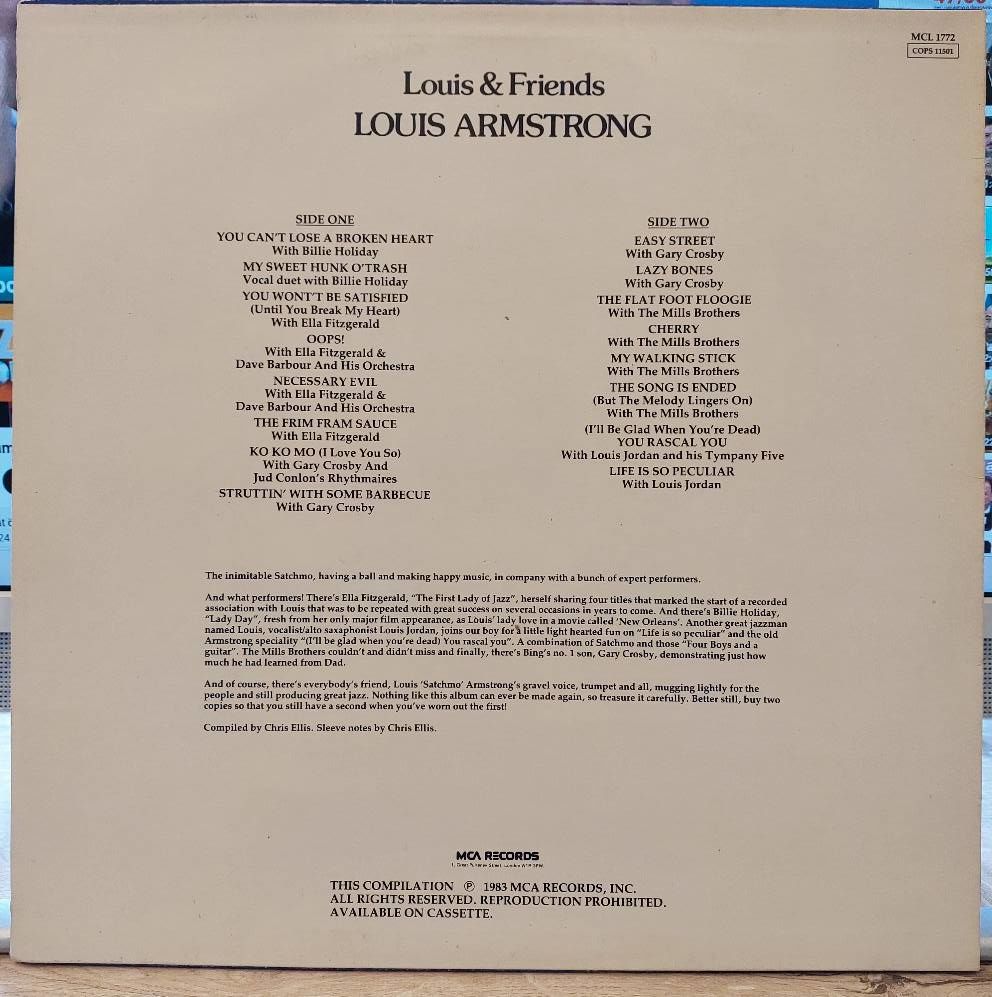 MCL 1772
COPS 11501
Louis & Friends
LOUIS ARMSTRONG
SIDE ONE
YOU CAN'T LOSE A BROKEN HEART
With Billie Holiday
MY SWEET HUNK O'TRASH
Vocal duet with Billie Holiday
YOU WON'T BE SATISFIED
(Until You Break My Heart)
With Ella Fitzgerald
OOPS!
With Ella Fitzgerald &
Dave Barbour And His Orchestra
NECESSARY EVIL
With Ella Fitzgerald &
Dave Barbour And His Orchestra
THE FRIM FRAM SAUCE
With Ella Fitzgerald
KO KO MO (I Love You So)
With Gary Crosby And
Jud Conlon's Rhythmaires
STRUTTIN' WITH SOME BARBECUE
With Gary Crosby
SIDE TWO
EASY STREET
With Gary Crosby
LAZY BONES
With Gary Crosby
THE FLAT FOOT FLOOGIE
With The Mills Brothers
CHERRY
With The Mills Brothers
MY WALKING STICK
With The Mills Brothers
THE SONG IS ENDED
(But The Melody Lingers On)
With The Mills Brothers
(I'll Be Glad When You're Dead)
YOU RASCAL YOU
With Louis Jordan and his Tympany Five
LIFE IS SO PECULIAR
With Louis Jordan
The inimitable Satchmo, having a ball and making happy music, in company with a bunch of expert performers.
And what performers! There's Ella Fitzgerald, "The First Lady of Jazz", herself sharing four titles that marked the start of a recorded
association with Louis that was to be repeated with great success on several occasions in years to come. And there's Billie Holiday,
"Lady Day", fresh from her only major film appearance, as Louis' lady love in a movie called 'New Orleans'. Another great jazzman
named Louis, vocalist/alto saxaphonist Louis Jordan, joins our boy for a little light hearted fun on "Life is so peculiar" and the old
Armstrong speciality "(I'll be glad when you're dead) You rascal you". A combination of Satchmo and those "Four Boys and a
guitar". The Mills Brothers couldn't and didn't miss and finally, there's Bing's no. 1 son, Gary Crosby, demonstrating just how
much he had learned from Dad.
And of course, there's everybody's friend, Louis 'Satchmo' Armstrong's gravel voice, trumpet and all, mugging lightly for the
people and still producing great jazz. Nothing like this album can ever be made again, so treasure it carefully. Better still, buy two
copies so that you still have a second when you've worn out the first!
Compiled by Chris Ellis. Sleeve notes by Chris Ellis.
MCA RECORDS
THIS COMPILATION ℗ 1983 MCA RECORDS, INC.
ALL RIGHTS RESERVED. REPRODUCTION PROHIBITED.
AVAILABLE ON CASSETTE.